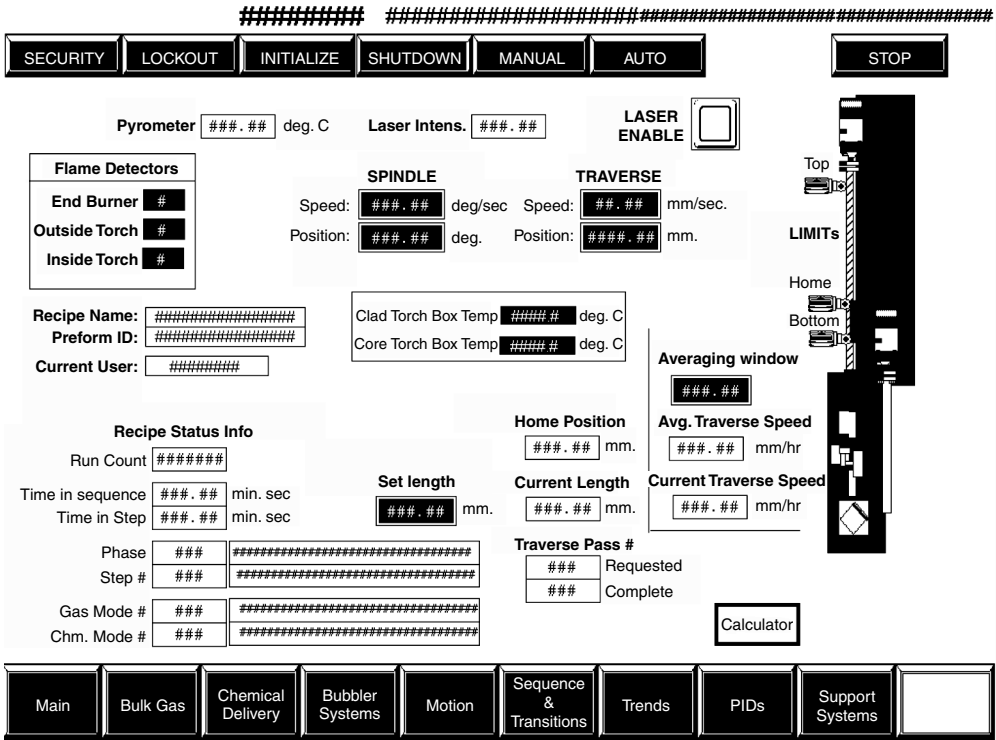 ########## ######################################################
SECURITY LOCKOUT INITIALIZE SHUTDOWN MANUAL AUTO STOP
Pyrometer ###.## deg. C Laser Intens. ###.## LASER ENABLE
Flame Detectors
End Burner #
Outside Torch #
Inside Torch #
SPINDLE
Speed: ###.## deg/sec
Position: ###.## deg.
TRAVERSE
Speed: ##.## mm/sec.
Position: ####.## mm.
Top
LIMITs
Home
Bottom
Recipe Name: ##################
Preform ID: ##################
Current User: #########
Clad Torch Box Temp ####.# deg. C
Core Torch Box Temp ####.# deg. C
Averaging window
###.##
Avg. Traverse Speed
###.## mm/hr
Current Traverse Speed
###.## mm/hr
Home Position
###.## mm.
Current Length
###.## mm.
Set length
###.## mm.
Recipe Status Info
Run Count #######
Time in sequence ###.## min. sec
Time in Step ###.## min. sec
Phase ### ###################################
Step # ### ###################################
Gas Mode # ### ###################################
Chm. Mode # ### ###################################
Traverse Pass #
### Requested
### Complete
Calculator
Main Bulk Gas Chemical Delivery Bubbler Systems Motion Sequence & Transitions Trends PIDs Support Systems